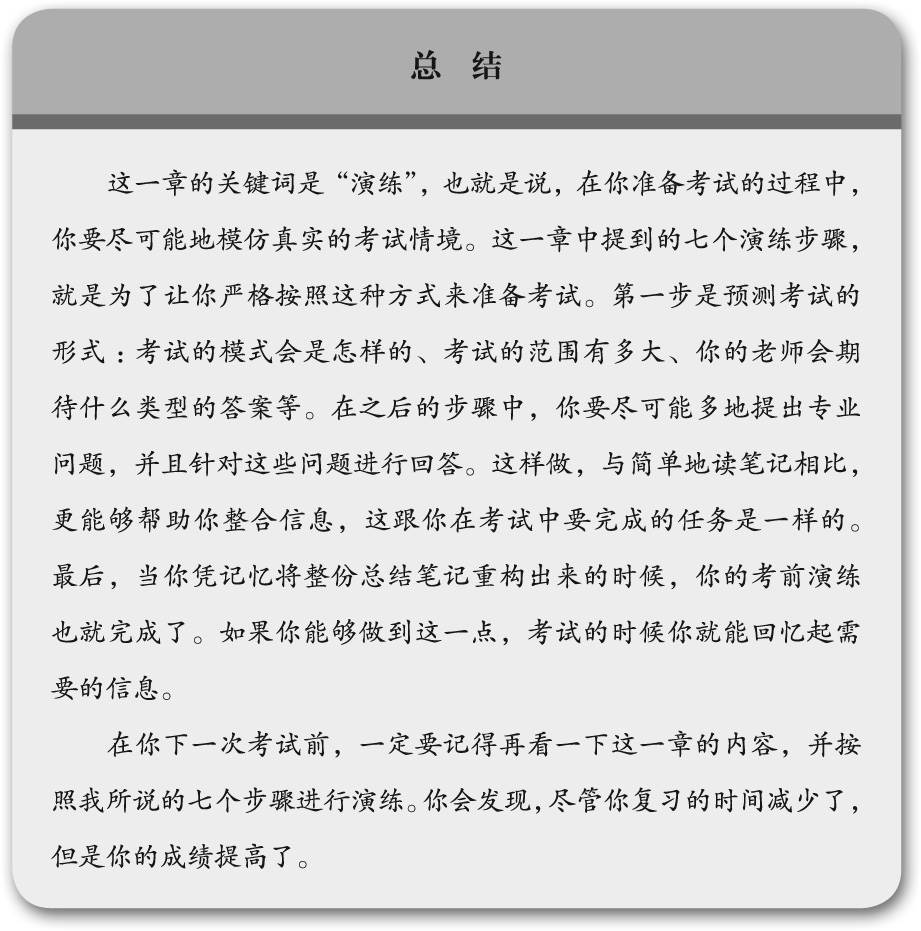 总 结
这一章的关键词是“演练”，也就是说，在你准备考试的过程中，
你要尽可能地模仿真实的考试情境。这一章中提到的七个演练步骤，
就是为了让你严格按照这种方式来准备考试。第一步是预测考试的
形式：考试的模式会是怎样的、考试的范围有多大、你的老师会期
待什么类型的答案等。在之后的步骤中，你要尽可能多地提出专业
问题，并且针对这些问题进行回答。这样做，与简单地读笔记相比，
更能够帮助你整合信息，这跟你在考试中要完成的任务是一样的。
最后，当你凭记忆将整份总结笔记重构出来的时候，你的考前演练
也就完成了。如果你能够做到这一点，考试的时候你就能回忆起需
要的信息。
在你下一次考试前，一定要记得再看一下这一章的内容，并按
照我所说的七个步骤进行演练。你会发现，尽管你复习的时间减少了，
但是你的成绩提高了。